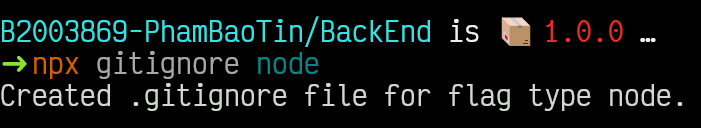 B2003869-PhamBaoTin/BackEnd is 📦 1.0.0 …
➜npx gitignore node
Created .gitignore file for flag type node.